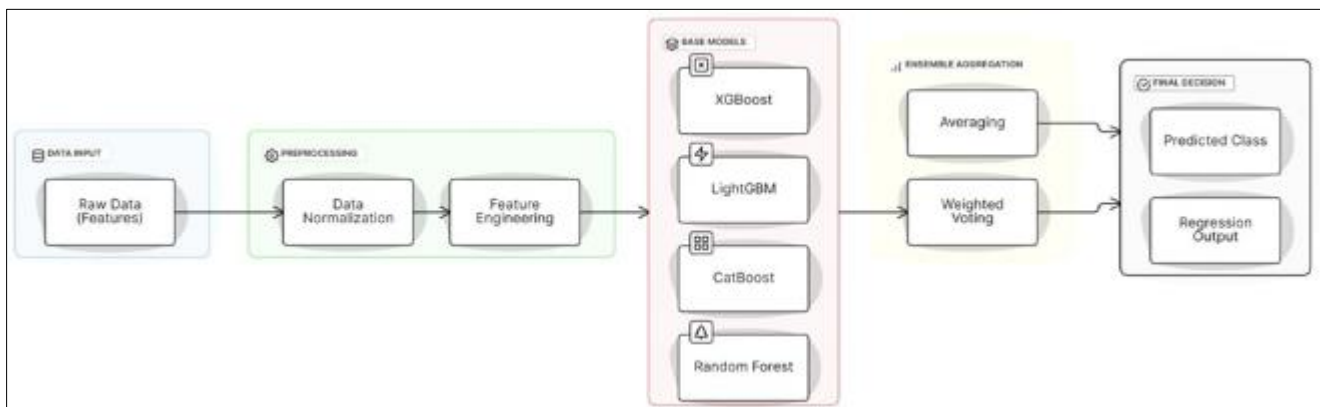 DATA INPUT
Raw Data
(Features)
PREPROCESSING
Data
Normalization
Feature
Engineering
BASE MODELS
XGBoost
LightGBM
CatBoost
Random Forest
ENSEMBLE AGGREGATION
Averaging
Weighted
Voting
FINAL DECISION
Predicted Class
Regression
Output